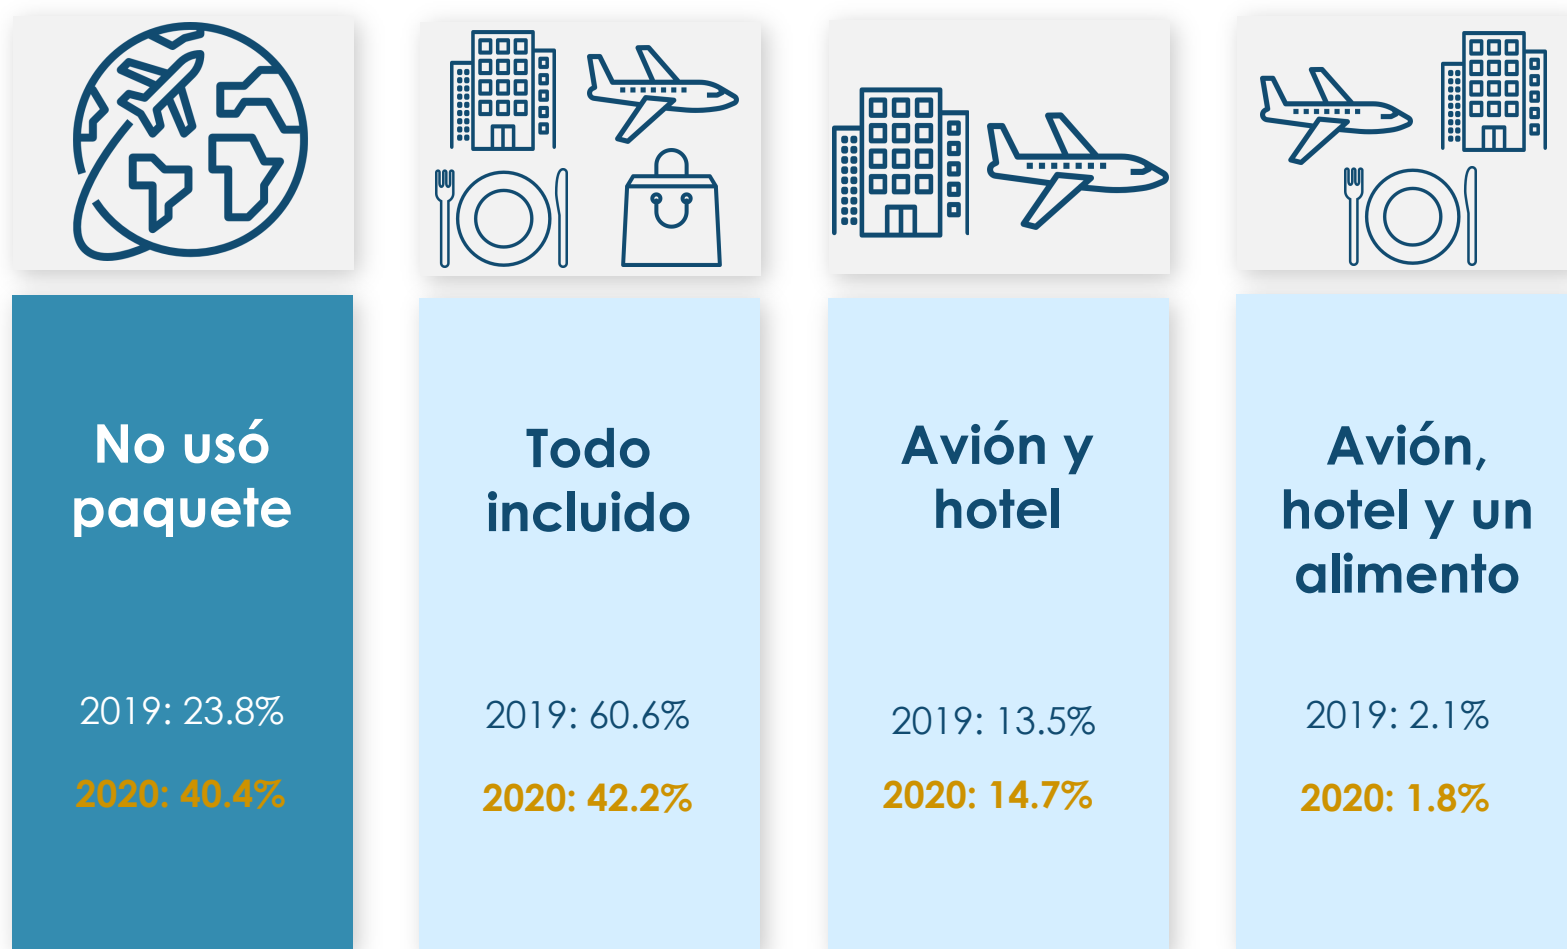 No usó
paquete
2019: 23.8%
2020: 40.4%
Todo
incluido
2019: 60.6%
2020: 42.2%
Avión y
hotel
2019: 13.5%
2020: 14.7%
Avión,
hotel y un
alimento
2019: 2.1%
2020: 1.8%